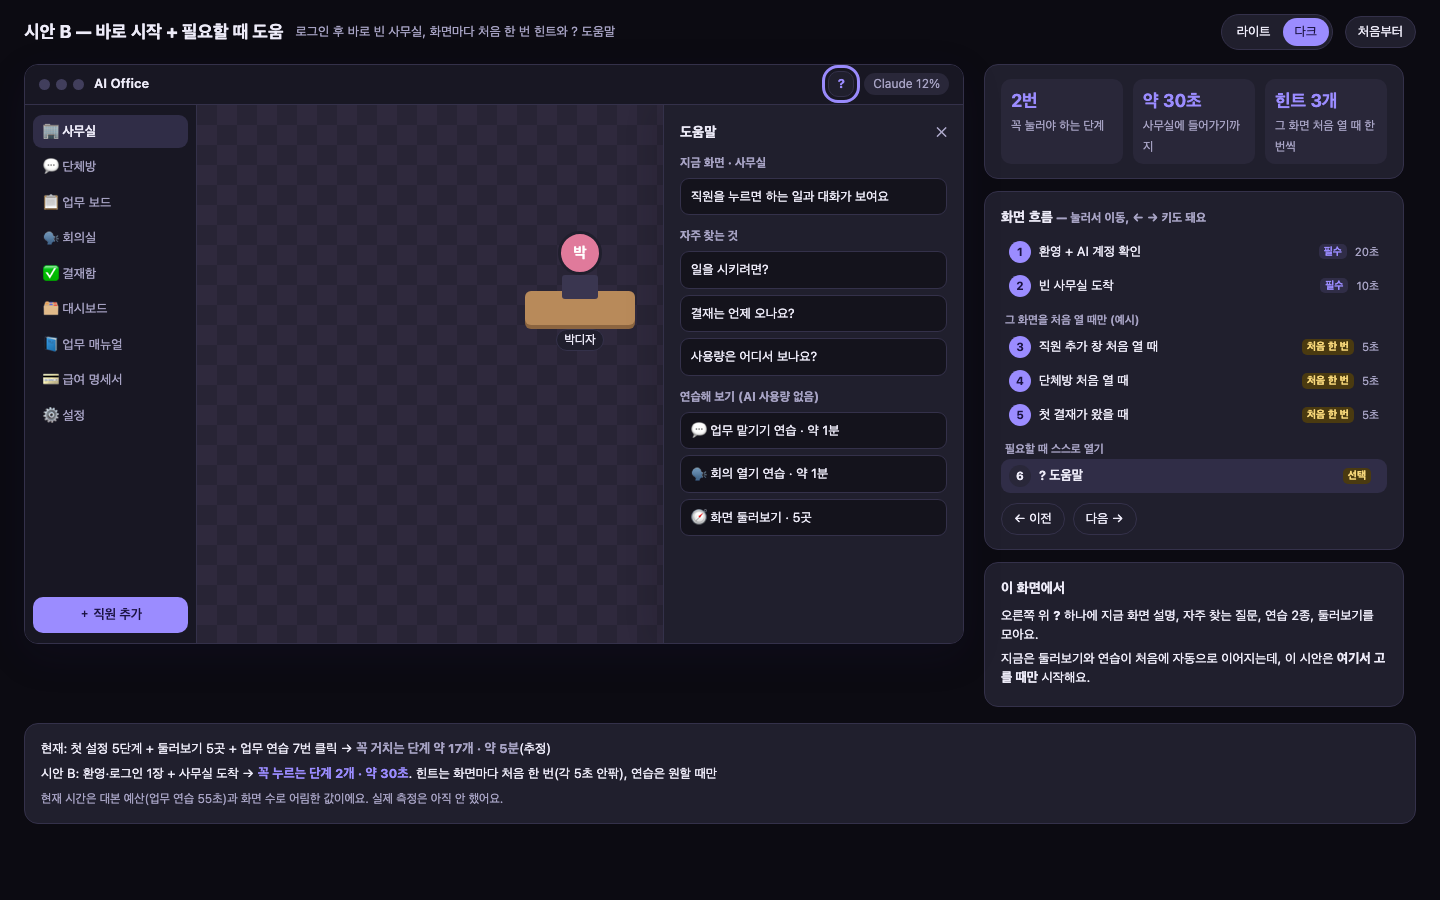 시안 B — 바로 시작 + 필요할 때 도움
로그인 후 바로 빈 사무실, 화면마다 처음 한 번 힌트와 ? 도움말
라이트
다크
처음부터
AI Office
?
Claude 12%
사무실
단체방
업무 보드
회의실
결재함
대시보드
업무 매뉴얼
급여 명세서
설정
+ 직원 추가
박
박디자
도움말
지금 화면 · 사무실
직원을 누르면 하는 일과 대화가 보여요
자주 찾는 것
일을 시키려면?
결재는 언제 오나요?
사용량은 어디서 보나요?
연습해 보기 (AI 사용량 없음)
업무 맡기기 연습 · 약 1분
회의 열기 연습 · 약 1분
화면 둘러보기 · 5곳
2번
꼭 눌러야 하는 단계
약 30초
사무실에 들어가기까
지
힌트 3개
그 화면 처음 열 때 한
번씩
화면 흐름 — 눌러서 이동, ← → 키도 돼요
1 환영 + AI 계정 확인 필수 20초
2 빈 사무실 도착 필수 10초
그 화면을 처음 열 때만 (예시)
3 직원 추가 창 처음 열 때 처음 한 번 5초
4 단체방 처음 열 때 처음 한 번 5초
5 첫 결재가 왔을 때 처음 한 번 5초
필요할 때 스스로 열기
6 ? 도움말 선택
← 이전
다음 →
이 화면에서
오른쪽 위 ? 하나에 지금 화면 설명, 자주 찾는 질문, 연습 2종, 둘러보기를
모아요.
지금은 둘러보기와 연습이 처음에 자동으로 이어지는데, 이 시안은 여기서 고
를 때만 시작해요.
현재: 첫 설정 5단계 + 둘러보기 5곳 + 업무 연습 7번 클릭 → 꼭 거치는 단계 약 17개 · 약 5분(추정)
시안 B: 환영·로그인 1장 + 사무실 도착 → 꼭 누르는 단계 2개 · 약 30초. 힌트는 화면마다 처음 한 번(각 5초 안팎), 연습은 원할 때만
현재 시간은 대본 예산(업무 연습 55초)과 화면 수로 어림한 값이에요. 실제 측정은 아직 안 했어요.